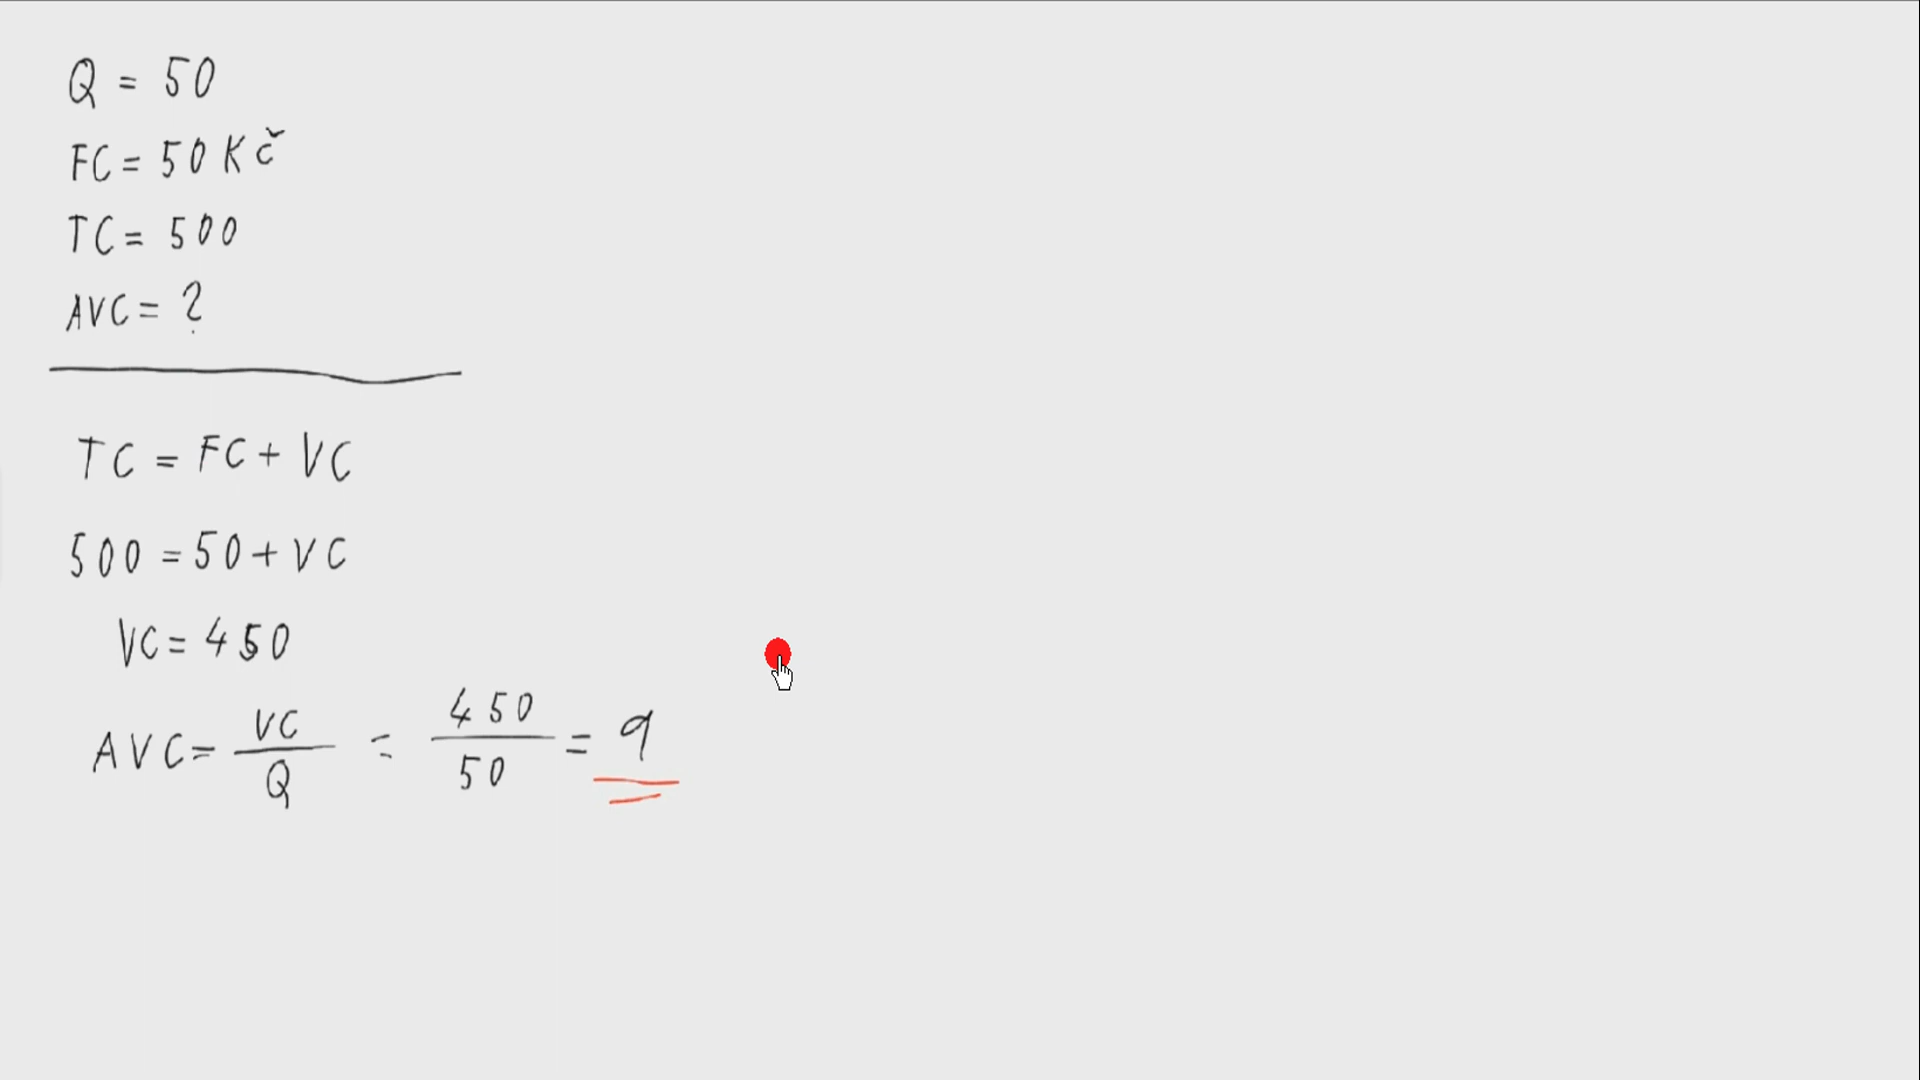 Q = 50
FC = 50 Kč
TC = 500
AVC = ?
TC = FC + VC
500 = 50 + VC
VC = 450
AVC = VC / Q = 450 / 50 = 9